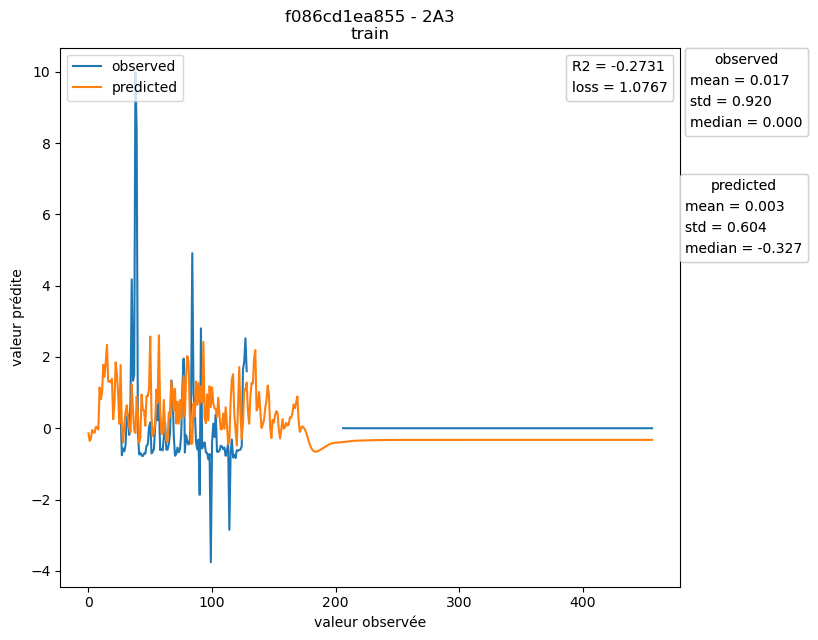 f086cd1ea855 - 2A3
train
observed
predicted
R2 = -0.2731
loss = 1.0767
observed
mean = 0.017
std = 0.920
median = 0.000
predicted
mean = 0.003
std = 0.604
median = -0.327
10
8
6
4
2
0
−2
−4
valeur prédite
0
100
200
300
400
valeur observée